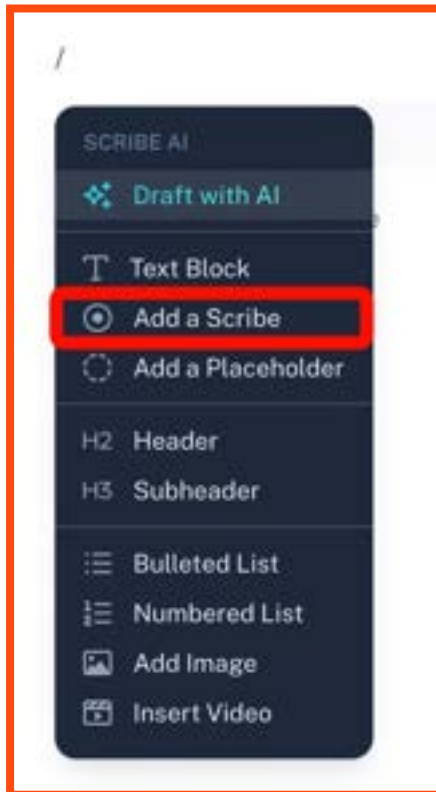 /
SCRIBE AI
Draft with AI
Text Block
Add a Scribe
Add a Placeholder
H2 Header
H3 Subheader
Bulleted List
Numbered List
Add Image
Insert Video